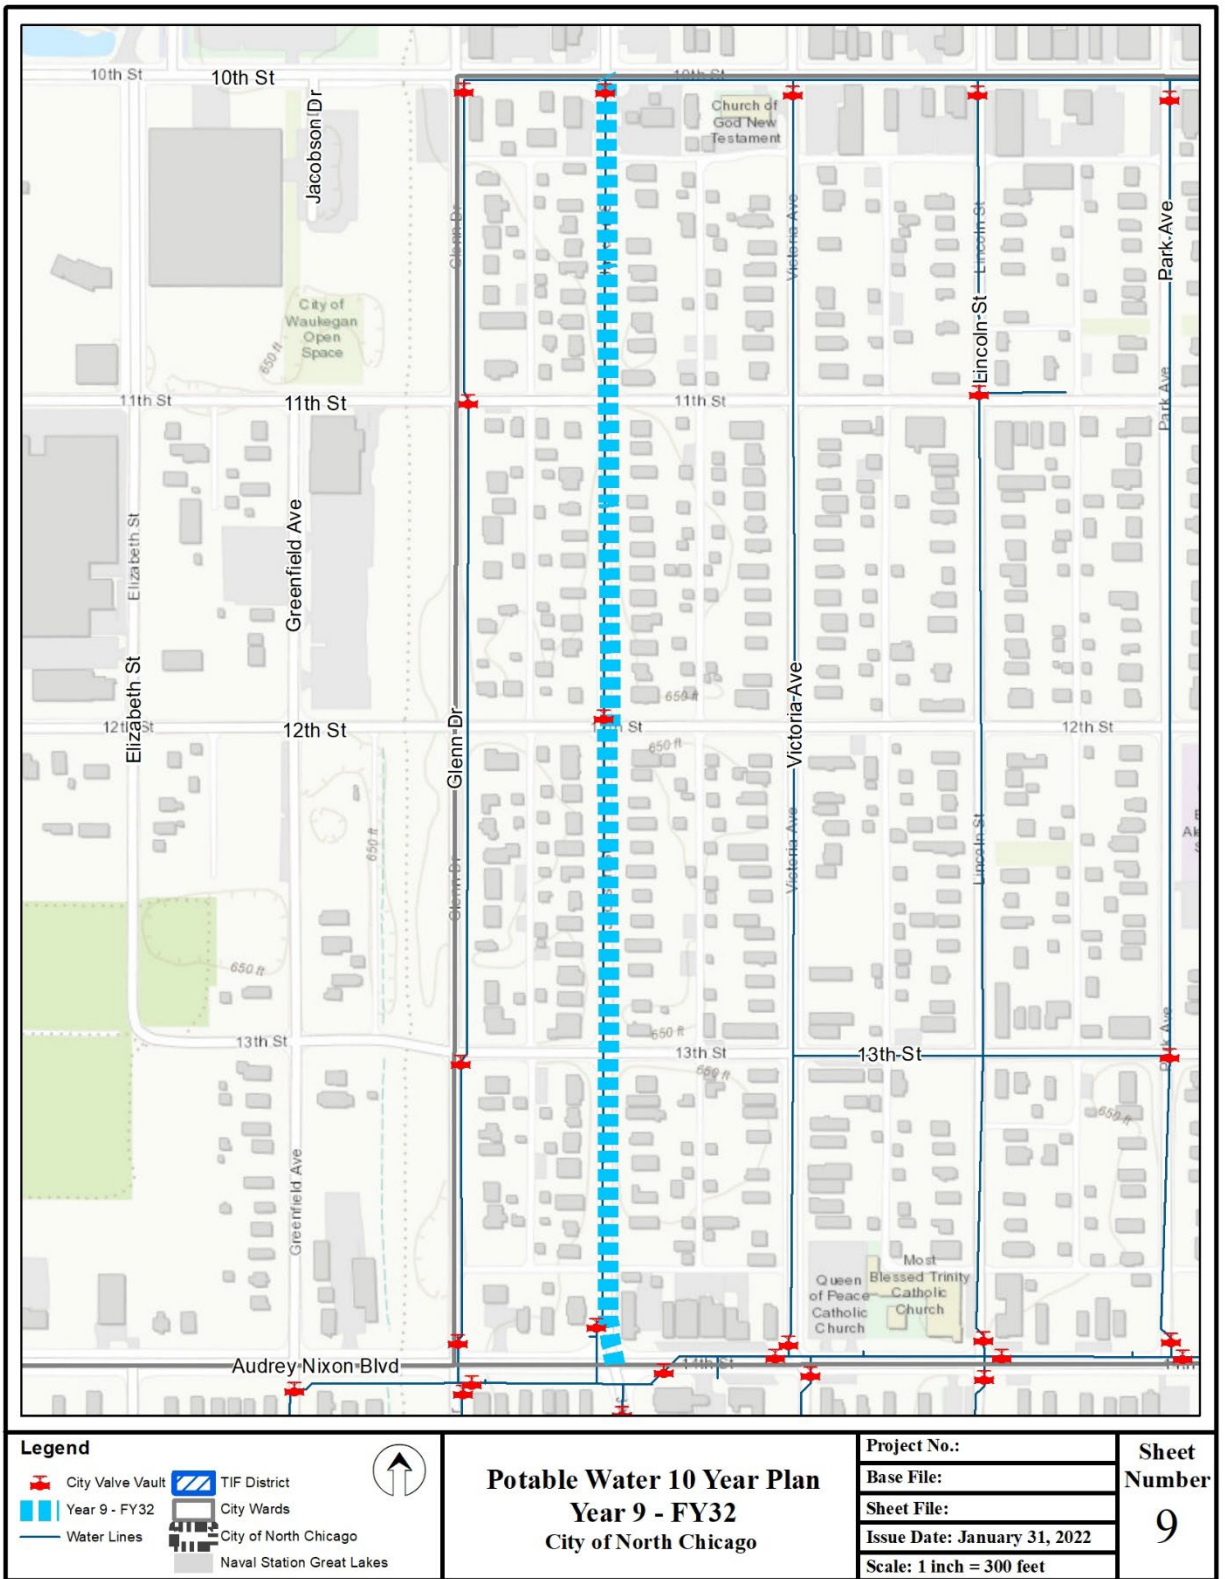 10th St
10th St
10th St
Jacobson Dr
Church of
God New
Testament
Glenn Dr
Victoria Ave
Lincoln St
Park Ave
City of
Waukegan
Open
Space
650 ft
Lincoln St
11th St
11th St
11th St
Park Ave
Elizabeth St
Greenfield Ave
Elizabeth St
Glenn Dr
Victoria Ave
650 ft
12th St
12th St
12th St
650 ft
650 ft
Glenn Dr
Victoria Ave
Lincoln St
650 ft
13th St
650 ft
13th St
13th St
Park Ave
650 ft
650 ft
Greenfield Ave
Queen
of Peace
Catholic
Church
Most
Blessed Trinity
Catholic
Church
Audrey Nixon Blvd
14th St
Legend
City Valve Vault
TIF District
Year 9 - FY32
City Wards
Water Lines
City of North Chicago
Naval Station Great Lakes
Potable Water 10 Year Plan
Year 9 - FY32
City of North Chicago
Project No.:
Base File:
Sheet File:
Issue Date: January 31, 2022
Scale: 1 inch = 300 feet
Sheet
Number
9